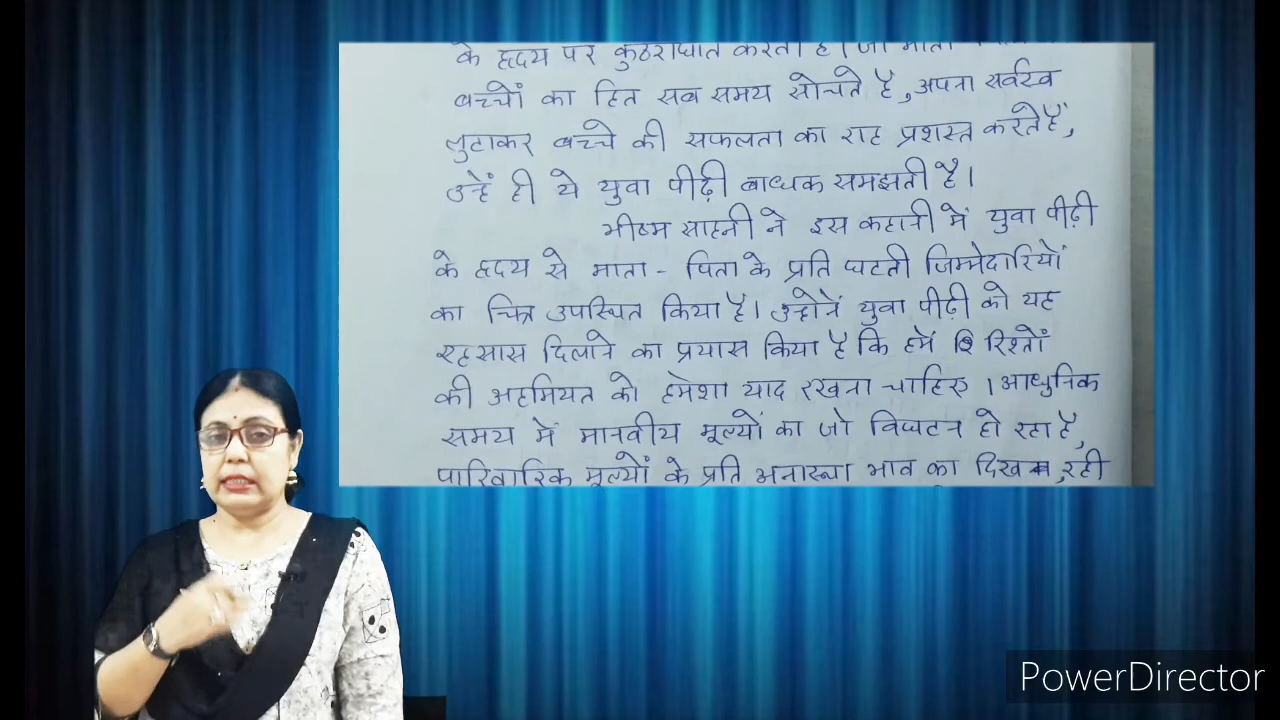 के हृदय पर कुठाराघात करता है। जो माता
बच्चों का हित सब समय सोचते हैं, अपना सर्वस्व
लुटाकर बच्चे की सफलता का राह प्रशस्त करते हैं,
उन्हें ही ये युवा पीढ़ी बाधक समझती है।
भीष्म साहनी ने इस कहानी में युवा पीढ़ी
के हृदय से माता - पिता के प्रति घटती जिम्मेदारियों
का चित्र उपस्थित किया है। उन्होनें युवा पीढ़ी को यह
एहसास दिलाने का प्रयास किया है कि हमें रिश्तों
की अहमियत को हमेशा याद रखना चाहिए । आधुनिक
समय में मानवीय मूल्यों का जो विघटन हो रहा है,
पारिवारिक मूल्यों के प्रति अनास्था भाव का दिख रही
PowerDirector